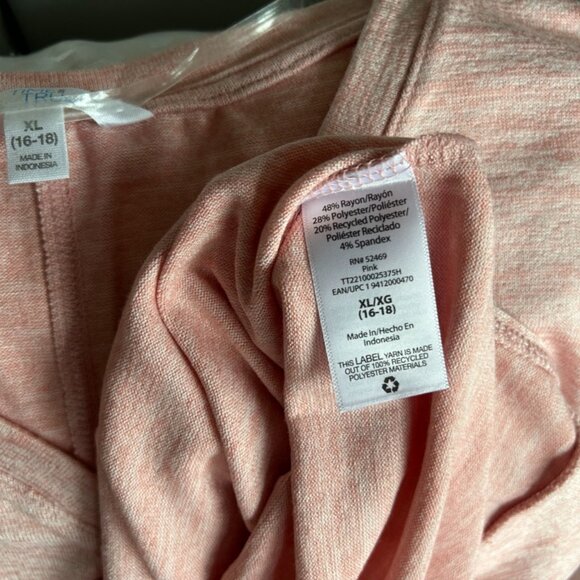 XL
(16-18)
MADE IN
INDONESIA
48% Rayon/Rayón
28% Polyester/Poliéster
20% Recycled Polyester/
Poliéster Reciclado
4% Spandex
RN# 52469
Pink
TT22100025375H
EAN/UPC 1 9412000470
XL/XG
(16-18)
Made In/Hecho En
Indonesia
THIS LABEL YARN IS MADE
OUT OF 100% RECYCLED
POLYESTER MATERIALS